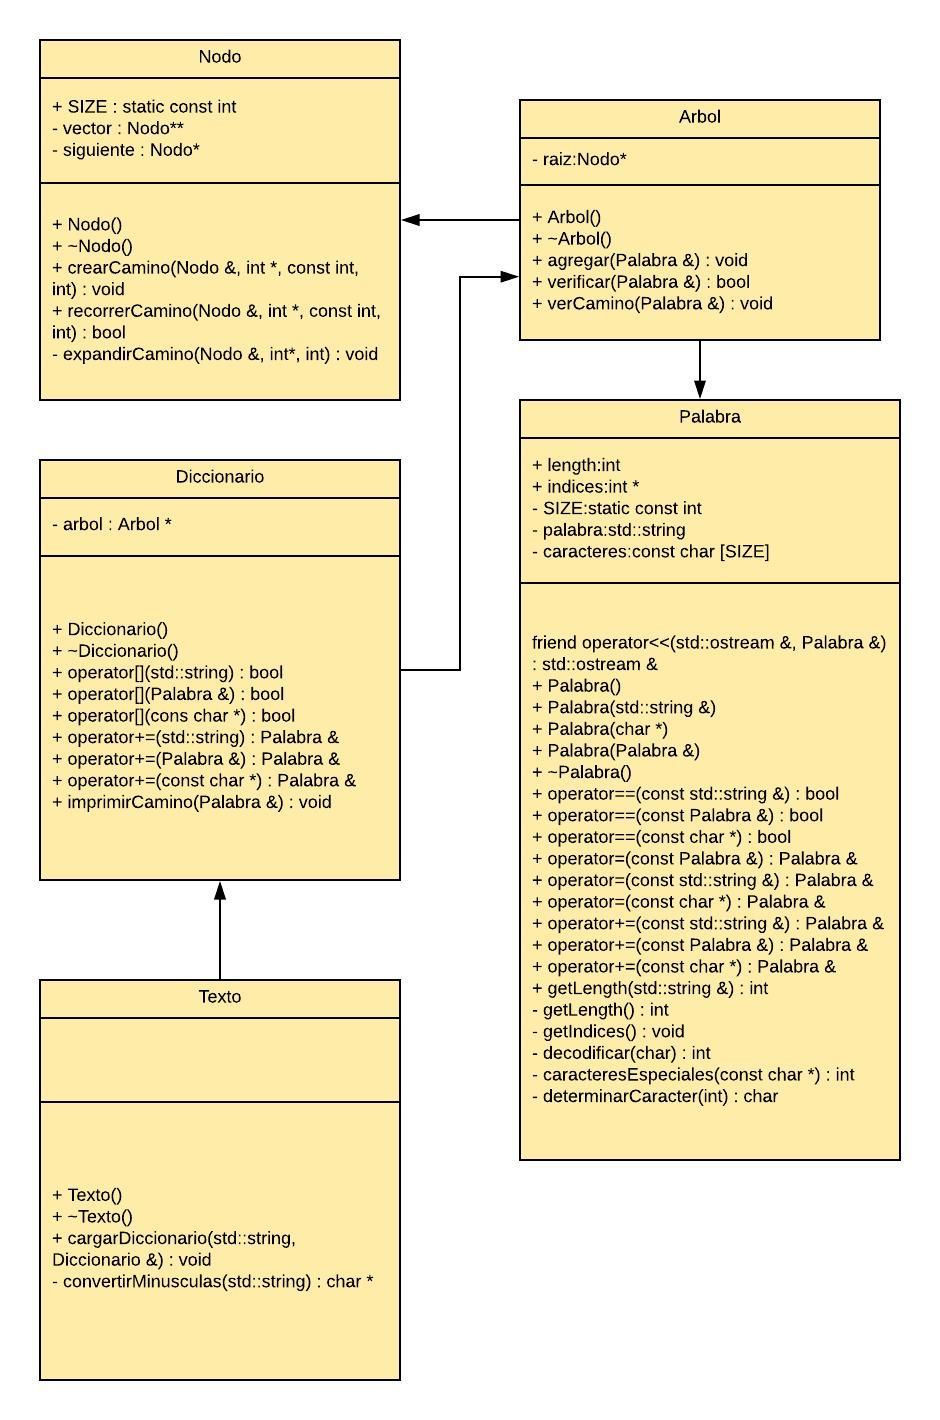 Nodo
+ SIZE : static const int
- vector : Nodo**
- siguiente : Nodo*
+ Nodo()
+ ~Nodo()
+ crearCamino(Nodo &, int *, const int,
int) : void
+ recorrerCamino(Nodo &, int *, const int,
int) : bool
- expandirCamino(Nodo &, int*, int) : void
Arbol
- raiz:Nodo*
+ Arbol()
+ ~Arbol()
+ agregar(Palabra &) : void
+ verificar(Palabra &) : bool
+ verCamino(Palabra &) : void
Diccionario
- arbol : Arbol *
+ Diccionario()
+ ~Diccionario()
+ operator[](std::string) : bool
+ operator[](Palabra &) : bool
+ operator[](cons char *) : bool
+ operator+=(std::string) : Palabra &
+ operator+=(Palabra &) : Palabra &
+ operator+=(const char *) : Palabra &
+ imprimirCamino(Palabra &) : void
Palabra
+ length:int
+ indices:int *
- SIZE:static const int
- palabra:std::string
- caracteres:const char [SIZE]
friend operator<<(std::ostream &, Palabra &)
: std::ostream &
+ Palabra()
+ Palabra(std::string &)
+ Palabra(char *)
+ Palabra(Palabra &)
+ ~Palabra()
+ operator==(const std::string &) : bool
+ operator==(const Palabra &) : bool
+ operator==(const char *) : bool
+ operator=(const Palabra &) : Palabra &
+ operator=(const std::string &) : Palabra &
+ operator=(const char *) : Palabra &
+ operator+=(const std::string &) : Palabra &
+ operator+=(const Palabra &) : Palabra &
+ operator+=(const char *) : Palabra &
+ getLength(std::string &) : int
- getLength() : int
- getIndices() : void
- decodificar(char) : int
- caracteresEspeciales(const char *) : int
- determinarCaracter(int) : char
Texto
+ Texto()
+ ~Texto()
+ cargarDiccionario(std::string,
Diccionario &) : void
- convertirMinusculas(std::string) : char *